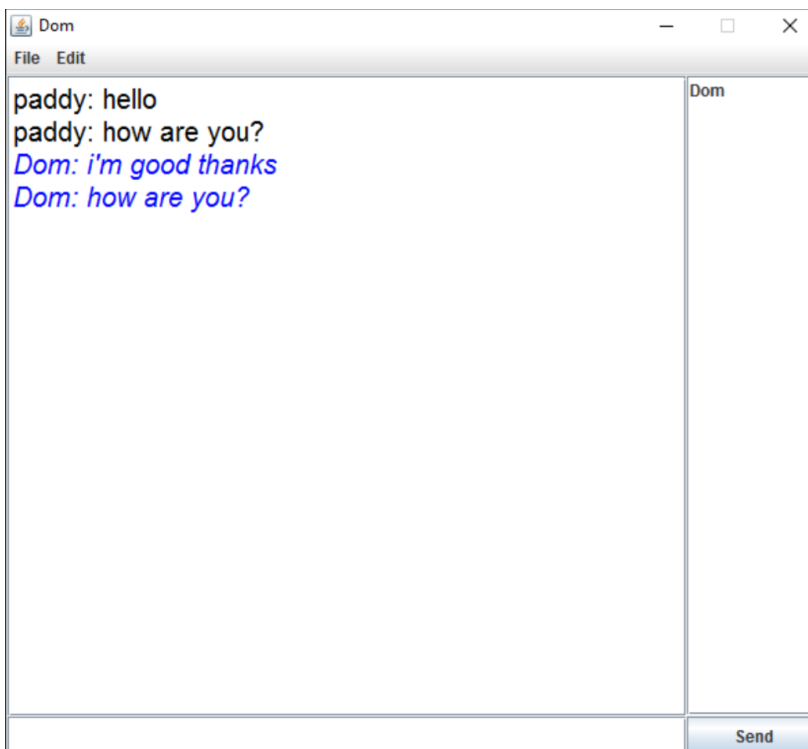 Dom
File Edit
paddy: hello
paddy: how are you?
Dom: i'm good thanks
Dom: how are you?
Dom
Send